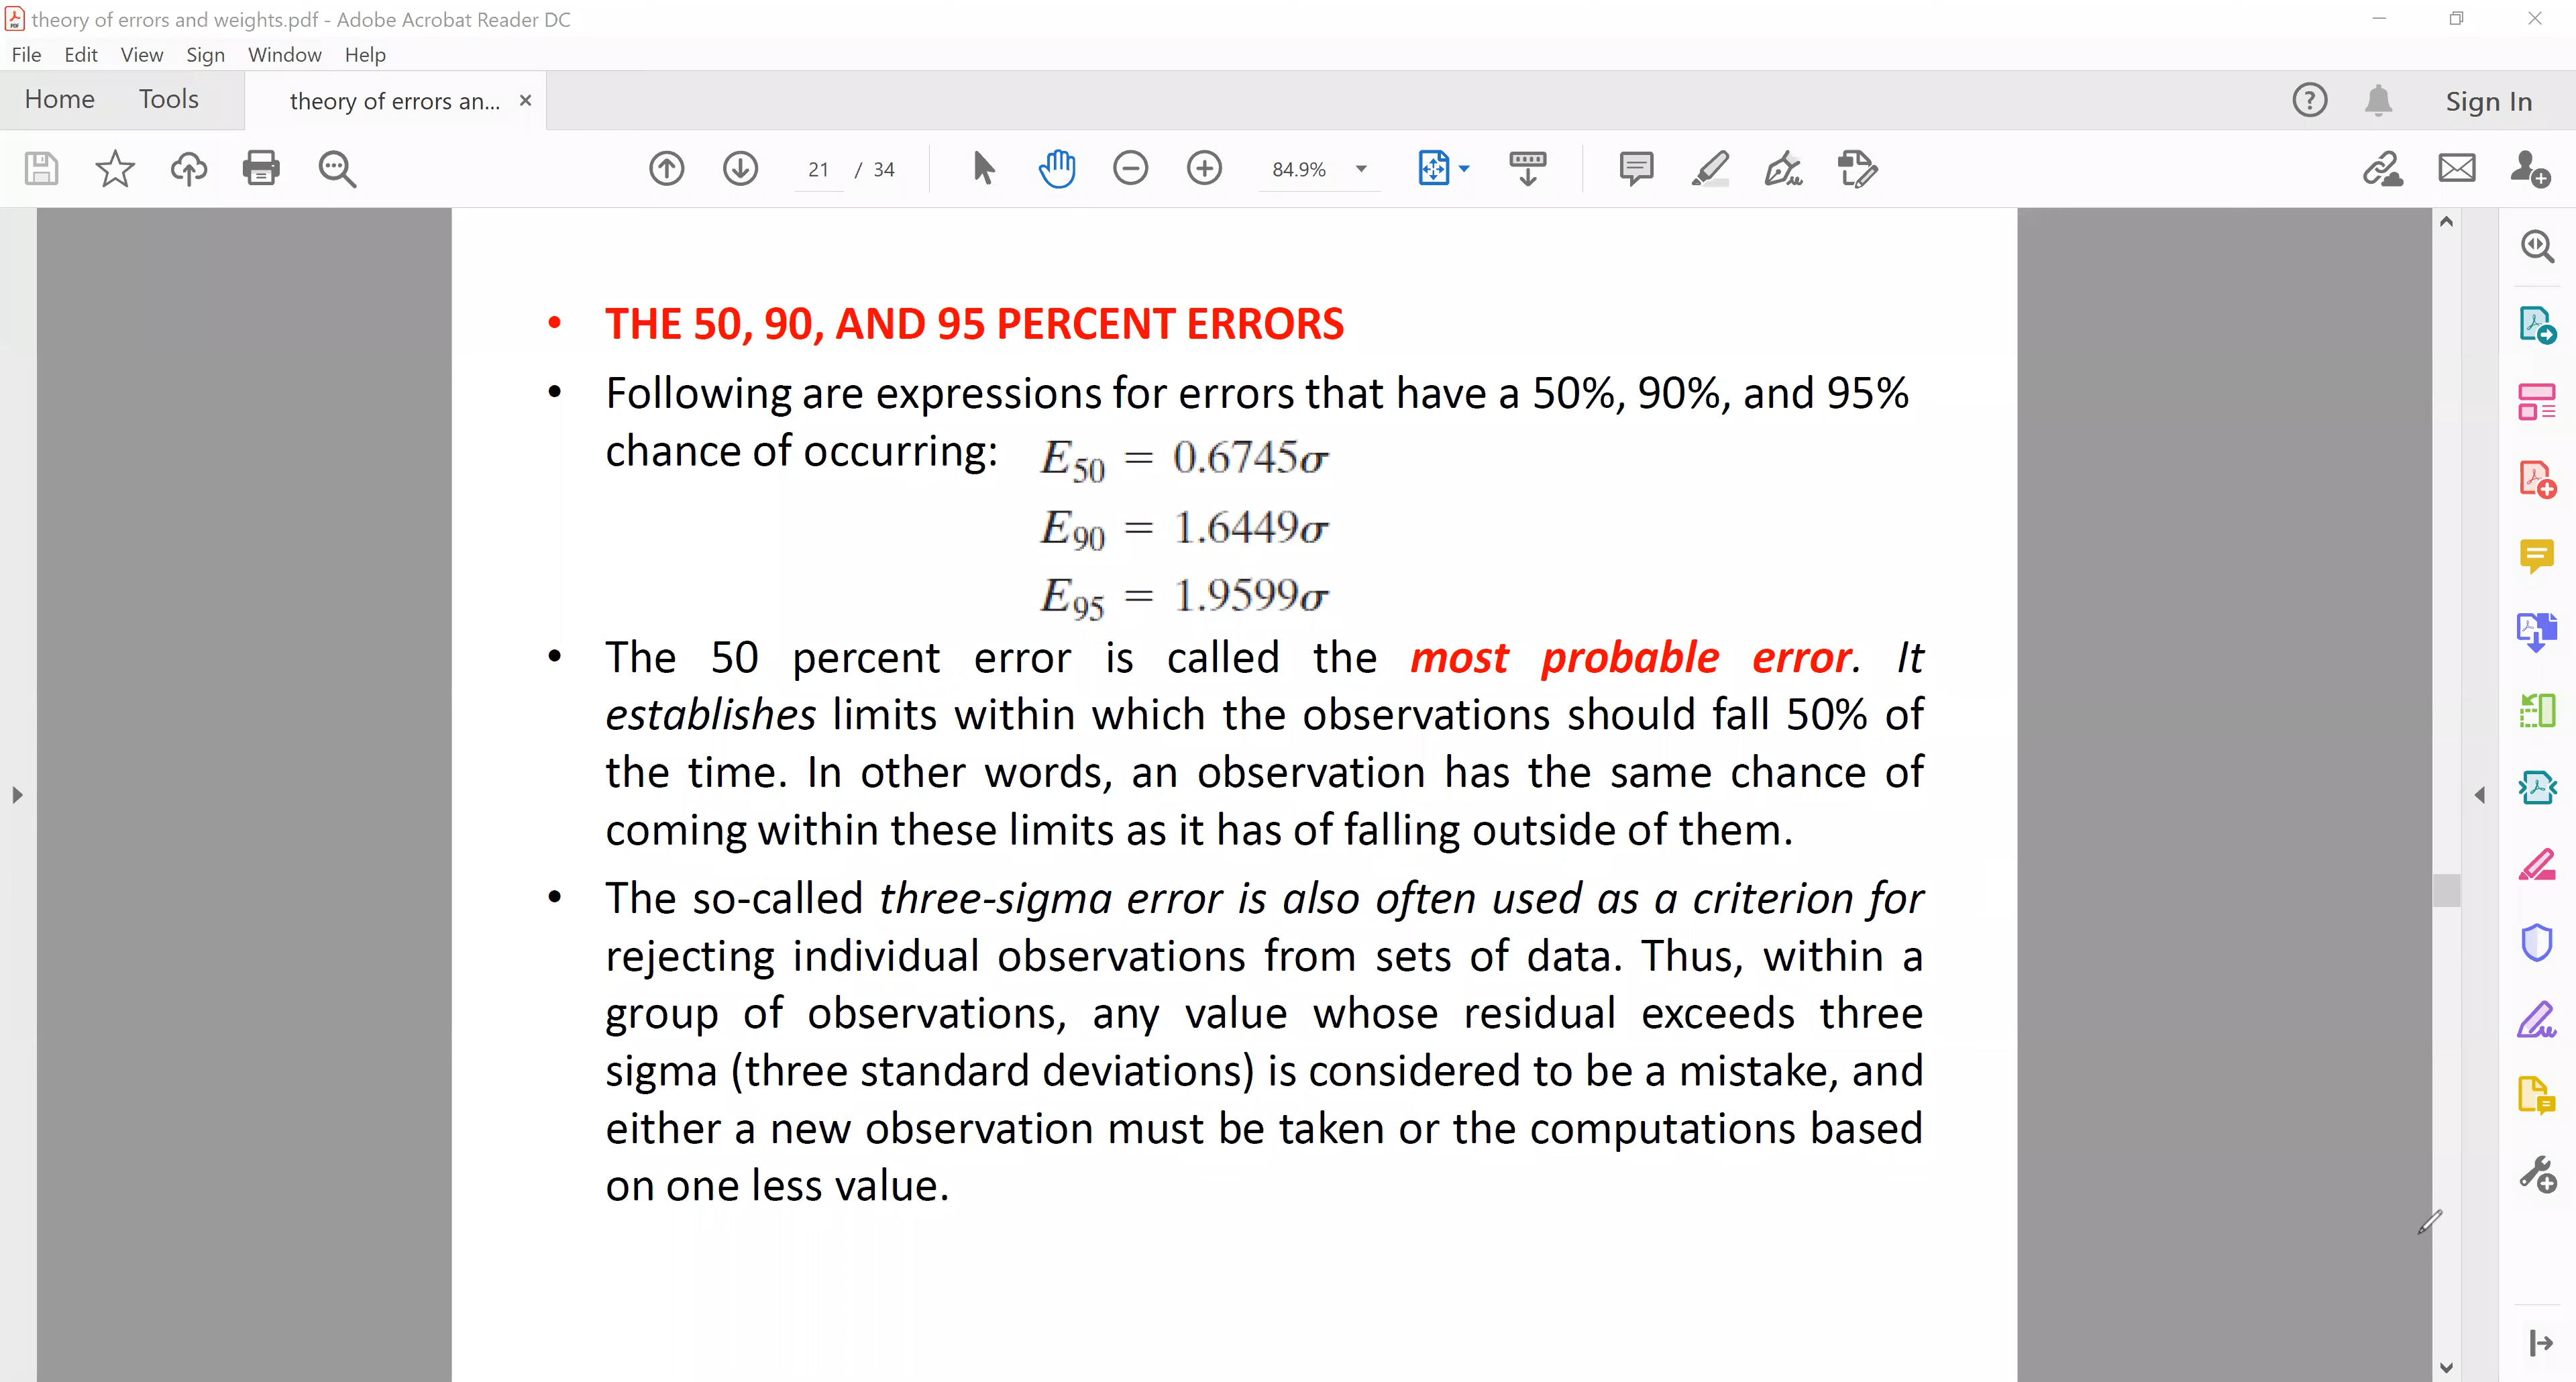 theory of errors and weights.pdf - Adobe Acrobat Reader DC
File Edit View Sign Window Help
Home Tools theory of errors an... × Sign In
21 / 34 84.9%
• THE 50, 90, AND 95 PERCENT ERRORS
• Following are expressions for errors that have a 50%, 90%, and 95%
chance of occurring: E50 = 0.6745σ
E90 = 1.6449σ
E95 = 1.9599σ
• The 50 percent error is called the most probable error. It
establishes limits within which the observations should fall 50% of
the time. In other words, an observation has the same chance of
coming within these limits as it has of falling outside of them.
• The so-called three-sigma error is also often used as a criterion for
rejecting individual observations from sets of data. Thus, within a
group of observations, any value whose residual exceeds three
sigma (three standard deviations) is considered to be a mistake, and
either a new observation must be taken or the computations based
on one less value.